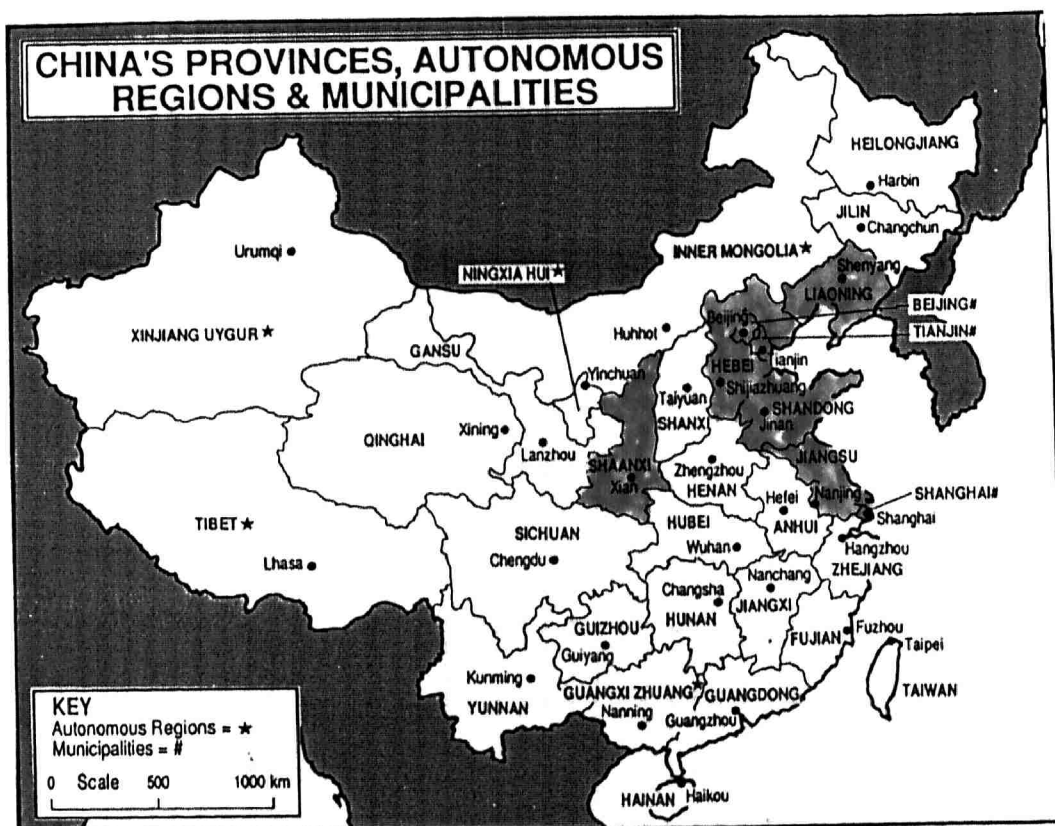 CHINA'S PROVINCES, AUTONOMOUS
REGIONS & MUNICIPALITIES
HEILONGJIANG
Harbin
JILIN
Changchun
Urumqi
INNER MONGOLIA★
NINGXIA HUI★
Shenyang
LIAONING
BEIJING#
Beijing
TIANJIN#
XINJIANG UYGUR ★
Huhhot
GANSU
Tianjin
HEBEI
Yinchuan
Shijiazhuang
Taiyuan
SHANDONG
Jinan
SHANXI
QINGHAI
Xining
Lanzhou
JIANGSU
SHAANXI
Xian
Zhengzhou
HENAN
Hefei
Nanjing
SHANGHAI#
Shanghai
ANHUI
TIBET ★
SICHUAN
HUBEI
Wuhan
Hangzhou
ZHEJIANG
Lhasa
Chengdu
Nanchang
Changsha
JIANGXI
HUNAN
GUIZHOU
Guiyang
FUJIAN
Fuzhou
Taipei
TAIWAN
Kunming
YUNNAN
GUANGXI ZHUANG★
Nanning
GUANGDONG
Guangzhou
HAINAN
Haikou
KEY
Autonomous Regions = ★
Municipalities = #
0 Scale 500 1000 km